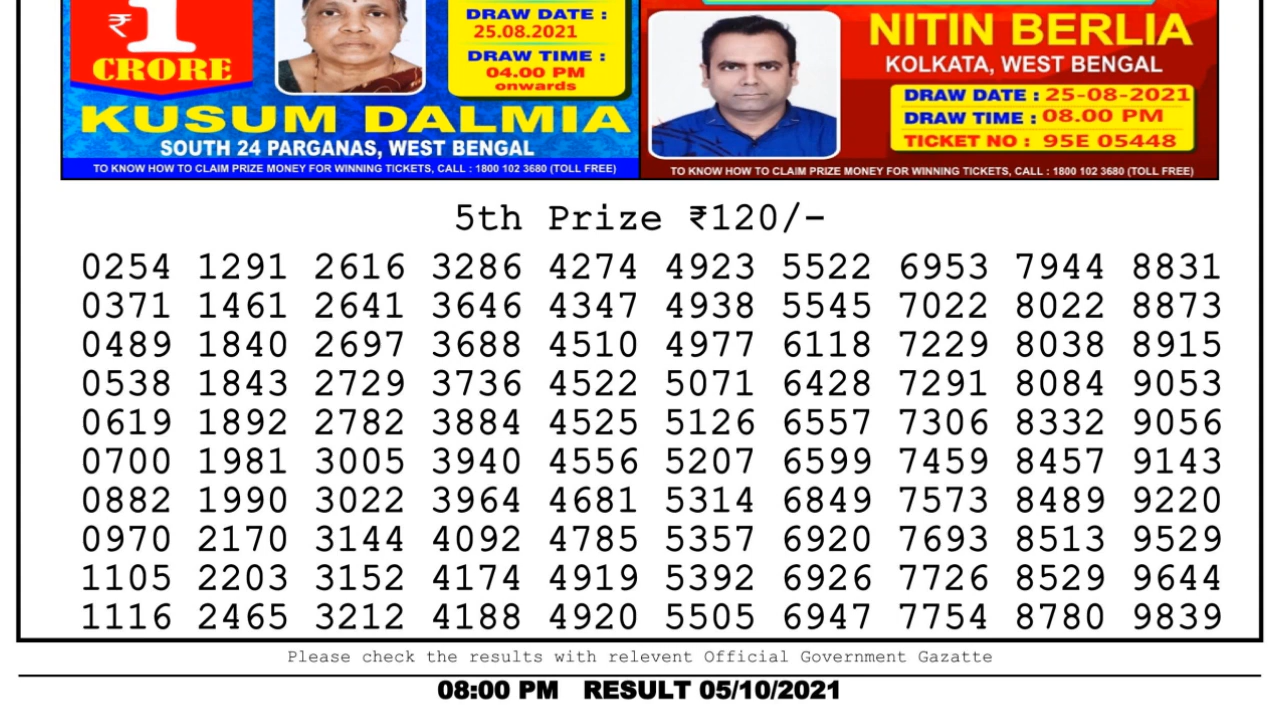 ₹1
CRORE
DRAW DATE :
25.08.2021
DRAW TIME :
04.00 PM
onwards
KUSUM DALMIA
SOUTH 24 PARGANAS, WEST BENGAL
TO KNOW HOW TO CLAIM PRIZE MONEY FOR WINNING TICKETS, CALL : 1800 102 3680 (TOLL FREE)
NITIN BERLIA
KOLKATA, WEST BENGAL
DRAW DATE : 25-08-2021
DRAW TIME : 08.00 PM
TICKET NO : 95E 05448
TO KNOW HOW TO CLAIM PRIZE MONEY FOR WINNING TICKETS, CALL : 1800 102 3680 (TOLL FREE)
5th Prize ₹120/-
0254 1291 2616 3286 4274 4923 5522 6953 7944 8831
0371 1461 2641 3646 4347 4938 5545 7022 8022 8873
0489 1840 2697 3688 4510 4977 6118 7229 8038 8915
0538 1843 2729 3736 4522 5071 6428 7291 8084 9053
0619 1892 2782 3884 4525 5126 6557 7306 8332 9056
0700 1981 3005 3940 4556 5207 6599 7459 8457 9143
0882 1990 3022 3964 4681 5314 6849 7573 8489 9220
0970 2170 3144 4092 4785 5357 6920 7693 8513 9529
1105 2203 3152 4174 4919 5392 6926 7726 8529 9644
1116 2465 3212 4188 4920 5505 6947 7754 8780 9839
Please check the results with relevent Official Government Gazatte
08:00 PM RESULT 05/10/2021